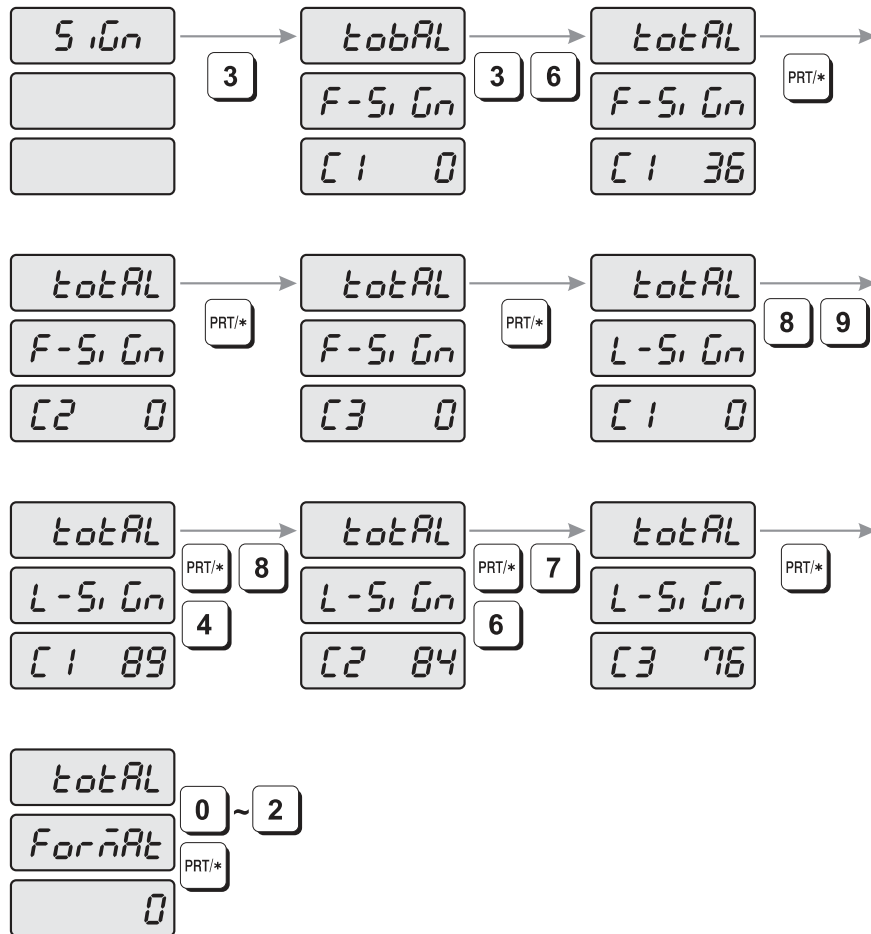 SiGn
3
tobAL
F-SiGn
C1 0
3 6
totAL
F-SiGn
C1 36
PRT/*
totAL
F-SiGn
C2 0
PRT/*
totAL
F-SiGn
C3 0
PRT/*
totAL
L-SiGn
C1 0
8 9
totAL
L-SiGn
C1 89
PRT/* 8
4
totAL
L-SiGn
C2 84
PRT/* 7
6
totAL
L-SiGn
C3 76
PRT/*
totAL
FormAt
0
0 ~ 2
PRT/*